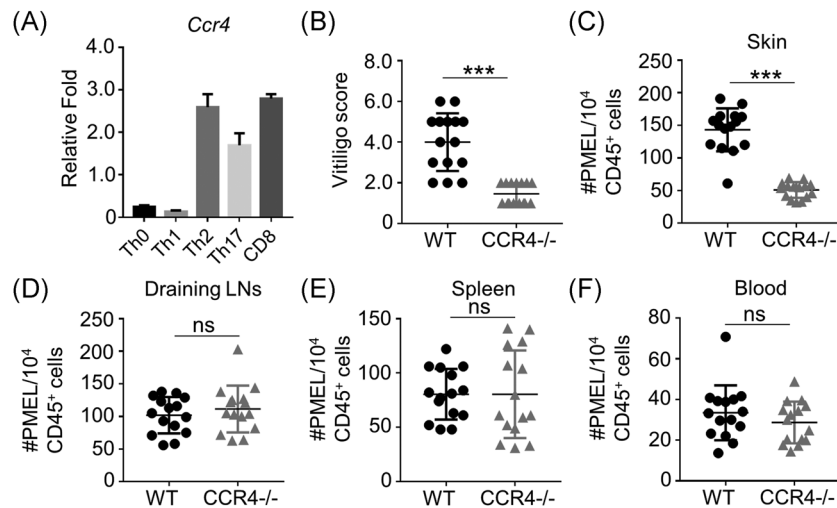 (A)
Ccr4
Relative Fold
4.0
3.0
2.0
1.0
0
Th0
Th1
Th2
Th17
CD8
(B)
***
Vitiligo score
8.0
6.0
4.0
2.0
0
WT
CCR4-/-
(C)
Skin
***
#PMEL/10⁴
CD45⁺ cells
200
150
100
50
0
WT
CCR4-/-
(D)
Draining LNs
ns
#PMEL/10⁴
CD45⁺ cells
250
200
150
100
50
0
WT
CCR4-/-
(E)
Spleen
ns
#PMEL/10⁴
CD45⁺ cells
150
100
50
0
WT
CCR4-/-
(F)
Blood
ns
#PMEL/10⁴
CD45⁺ cells
80
60
40
20
0
WT
CCR4-/-